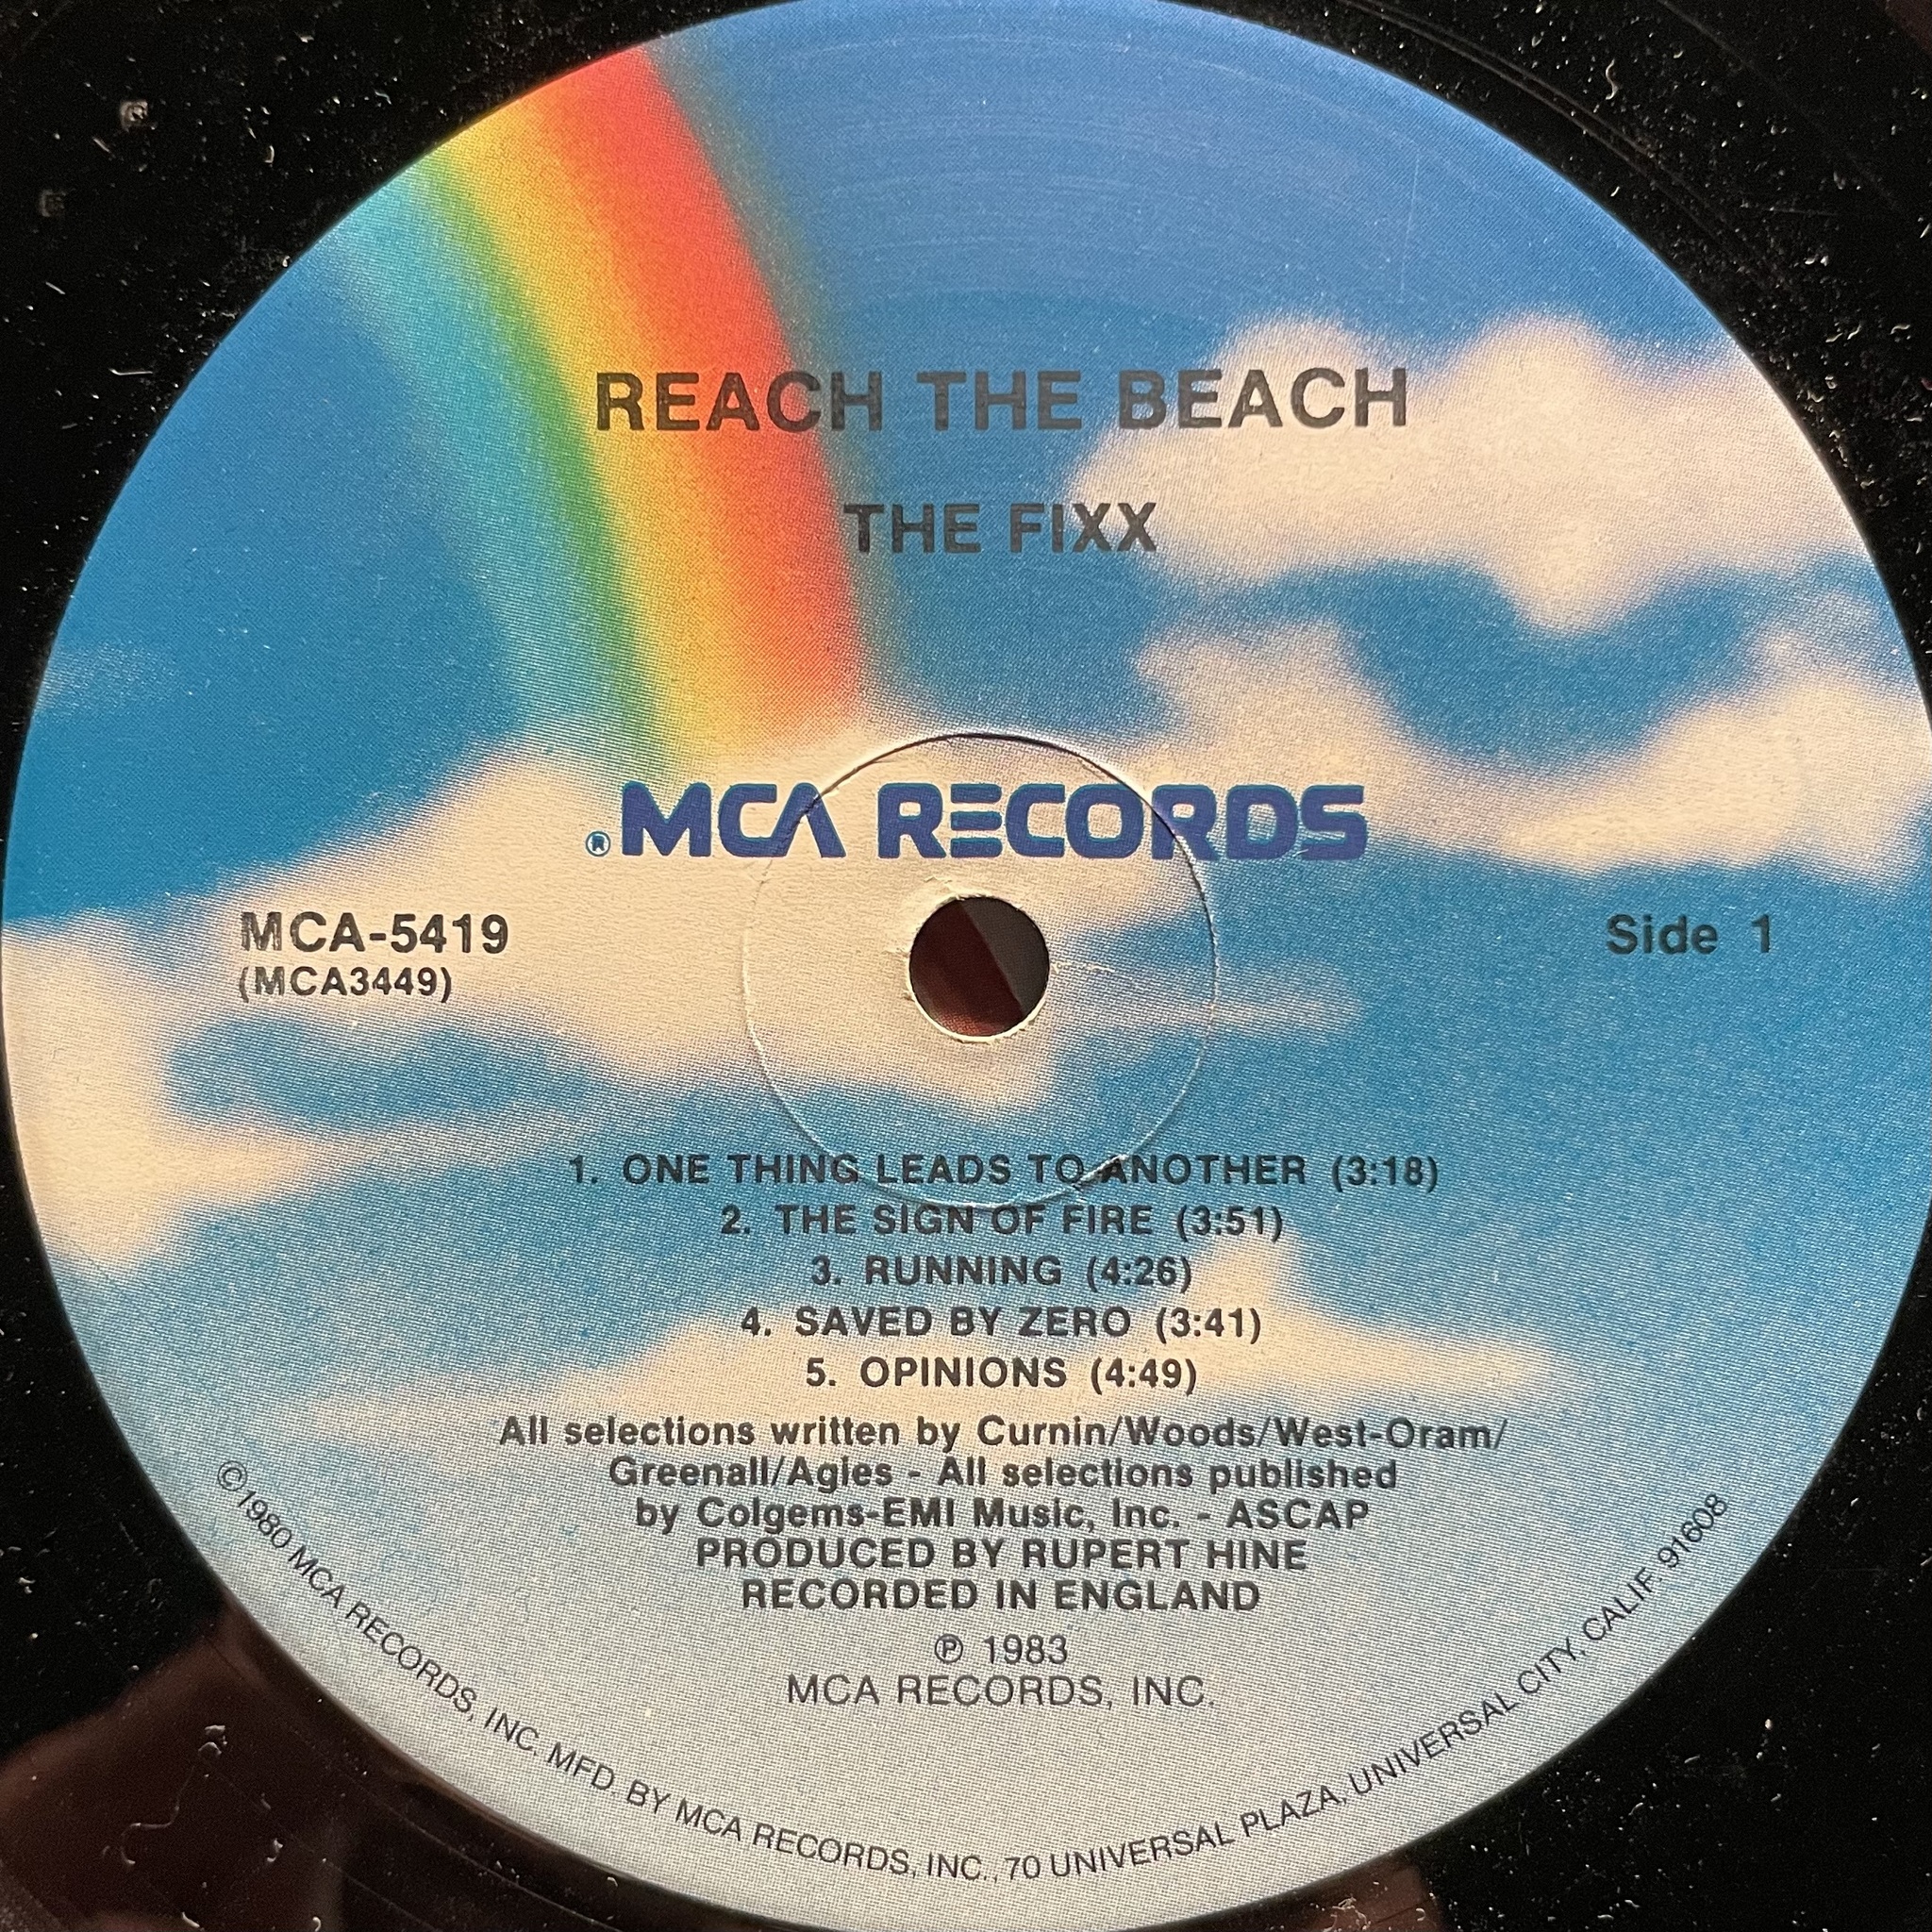 REACH THE BEACH
THE FIXX
® MCA RECORDS
MCA-5419
(MCA3449)
Side 1
1. ONE THING LEADS TO ANOTHER (3:18)
2. THE SIGN OF FIRE (3:51)
3. RUNNING (4:26)
4. SAVED BY ZERO (3:41)
5. OPINIONS (4:49)
All selections written by Curnin/Woods/West-Oram/
Greenall/Agies - All selections published
by Colgems-EMI Music, Inc. - ASCAP
PRODUCED BY RUPERT HINE
RECORDED IN ENGLAND
℗ 1983
MCA RECORDS, INC.
©1980 MCA RECORDS, INC. MFD. BY MCA RECORDS, INC., 70 UNIVERSAL PLAZA, UNIVERSAL CITY, CALIF. 91608